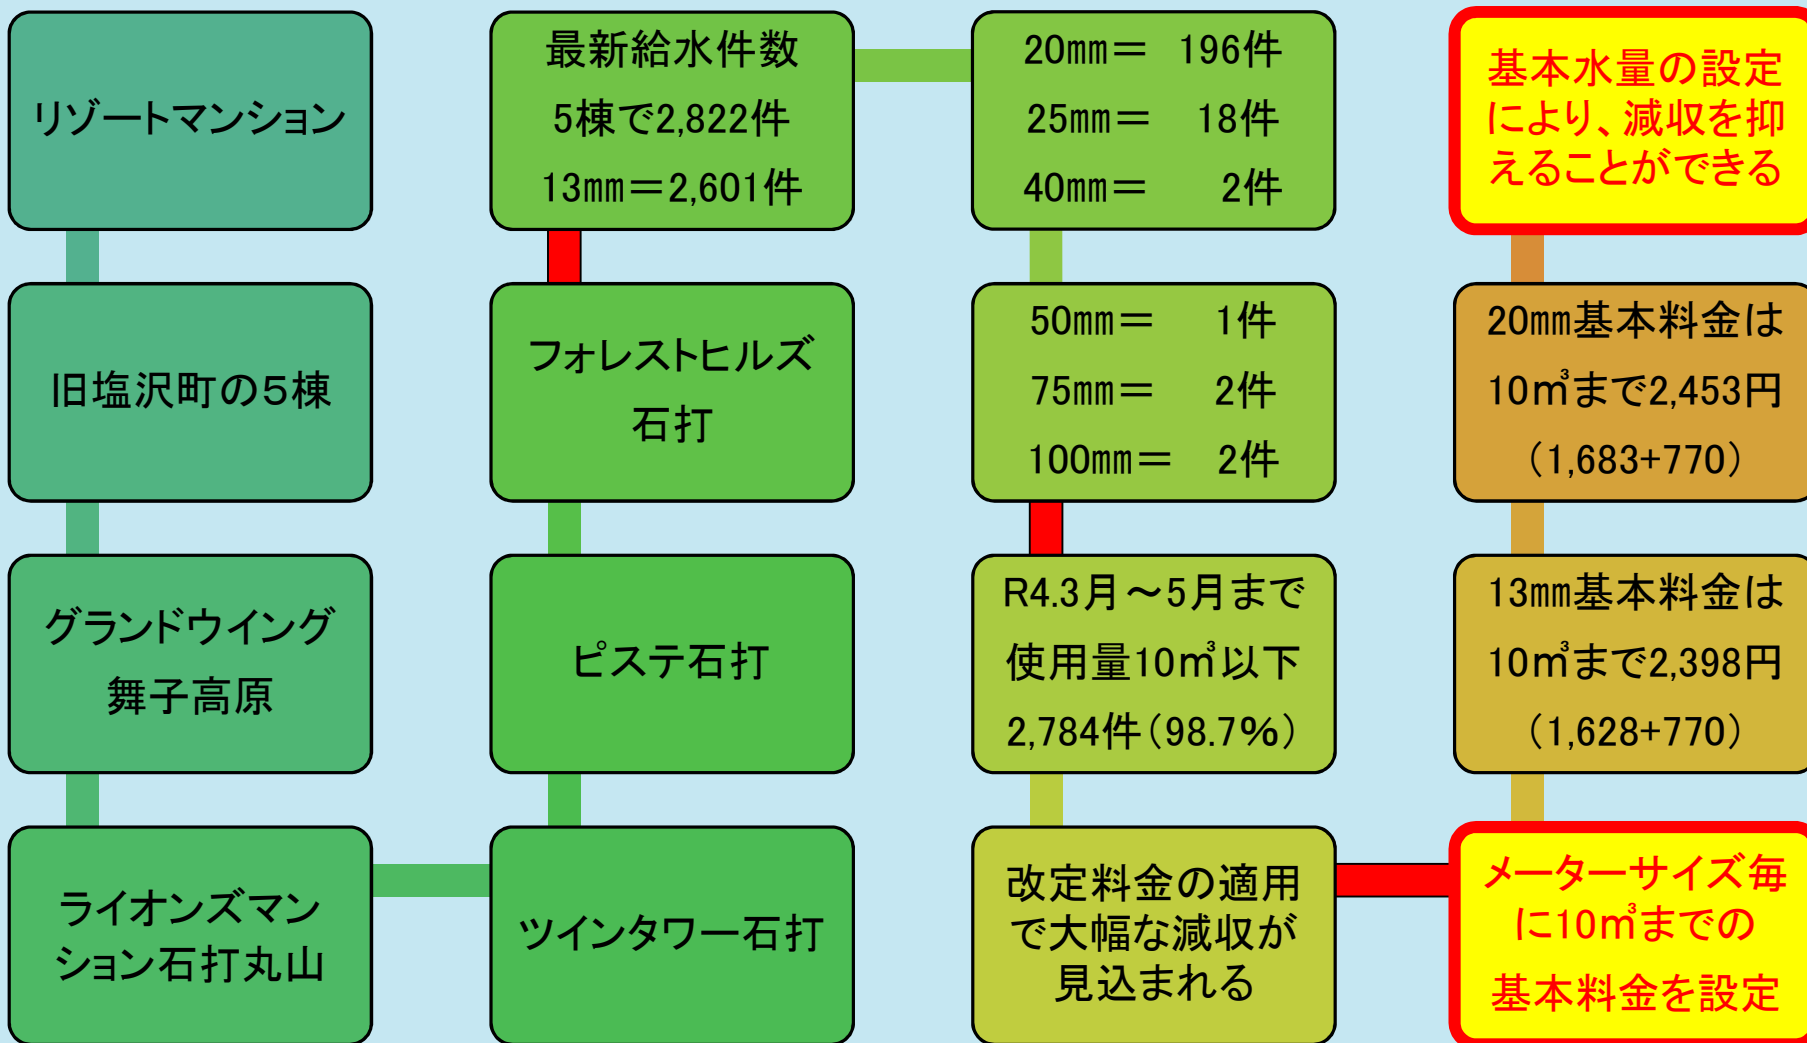 リゾートマンション
旧塩沢町の5棟
グランドウイング
舞子高原
ライオンズマン
ション石打丸山
ツインタワー石打
ピステ石打
フォレストヒルズ
石打
最新給水件数
5棟で2,822件
13㎜＝2,601件
20㎜＝ 196件
25㎜＝ 18件
40㎜＝ 2件
50㎜＝ 1件
75㎜＝ 2件
100㎜＝ 2件
R4.3月～5月まで
使用量10㎥以下
2,784件（98.7％）
改定料金の適用
で大幅な減収が
見込まれる
メーターサイズ毎
に10㎥までの
基本料金を設定
13㎜基本料金は
10㎥まで2,398円
（1,628+770）
20㎜基本料金は
10㎥まで2,453円
（1,683+770）
基本水量の設定
により、減収を抑
えることができる